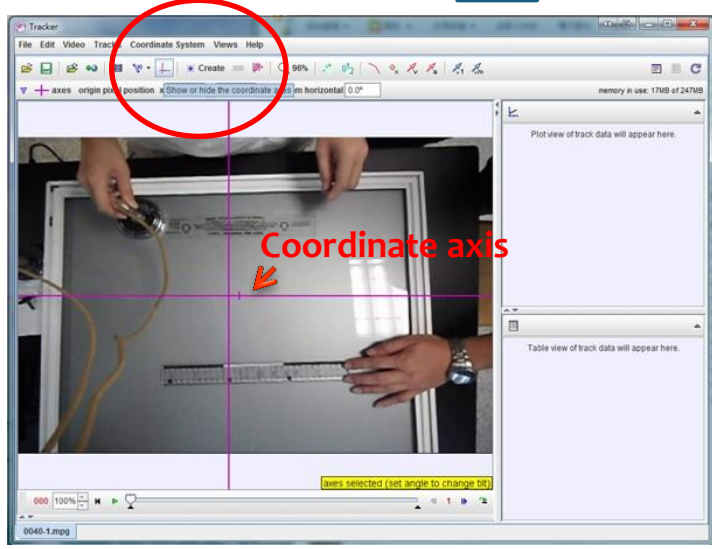 Tracker
File Edit Video Tracks Coordinate System Views Help
Create 96%
axes origin pixel position x Show or hide the coordinate axes m horizontal 0.0°
memory in use: 17MB of 247MB
Plot view of track data will appear here.
Coordinate axis
Table view of track data will appear here.
axes selected (set angle to change tilt)
000 100% 1
0040-1.mpg